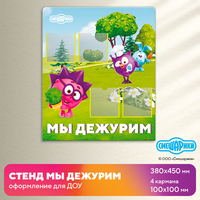 СМЕШАРИКИ
МЫ ДЕЖУРИМ
СМЕШАРИКИ
© ООО «Смешарики»
СТЕНД МЫ ДЕЖУРИМ
оформление для ДОУ
380х450 мм
4 кармана
100х100 мм